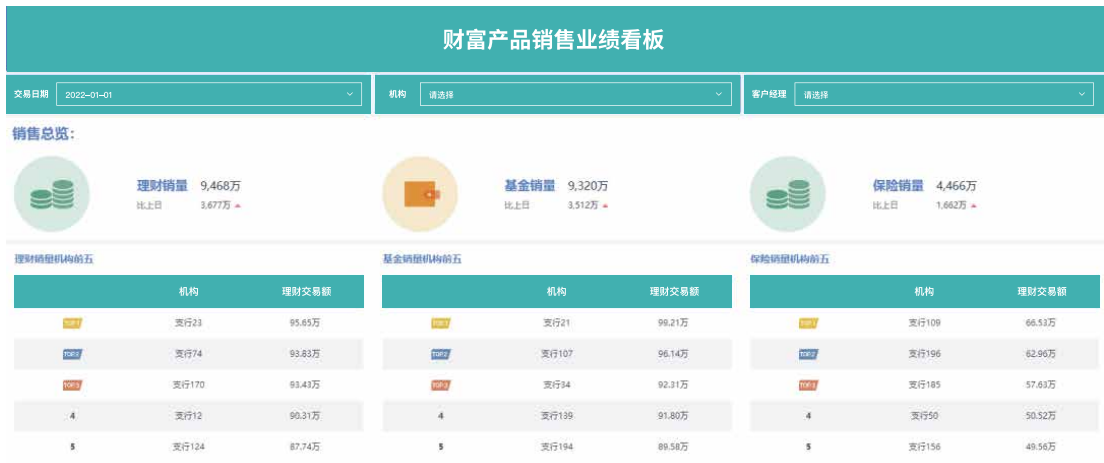 财富产品销售业绩看板
交易日期 2022-01-01 机构 请选择 客户经理 请选择
销售总览：
理财销量 9,468万 基金销量 9,320万 保险销量 4,466万
比上日 3,677万 比上日 3,512万 比上日 1,662万
理财销量机构前五 基金销量机构前五 保险销量机构前五
机构 理财交易额 机构 理财交易额 机构 理财交易额
TOP1 支行23 95.65万 TOP1 支行21 98.21万 TOP1 支行109 66.53万
TOP2 支行74 93.83万 TOP2 支行107 96.14万 TOP2 支行196 62.96万
TOP3 支行170 93.43万 TOP3 支行34 92.31万 TOP3 支行185 57.63万
4 支行12 90.31万 4 支行139 91.80万 4 支行50 50.52万
5 支行124 87.74万 5 支行194 89.58万 5 支行156 49.56万